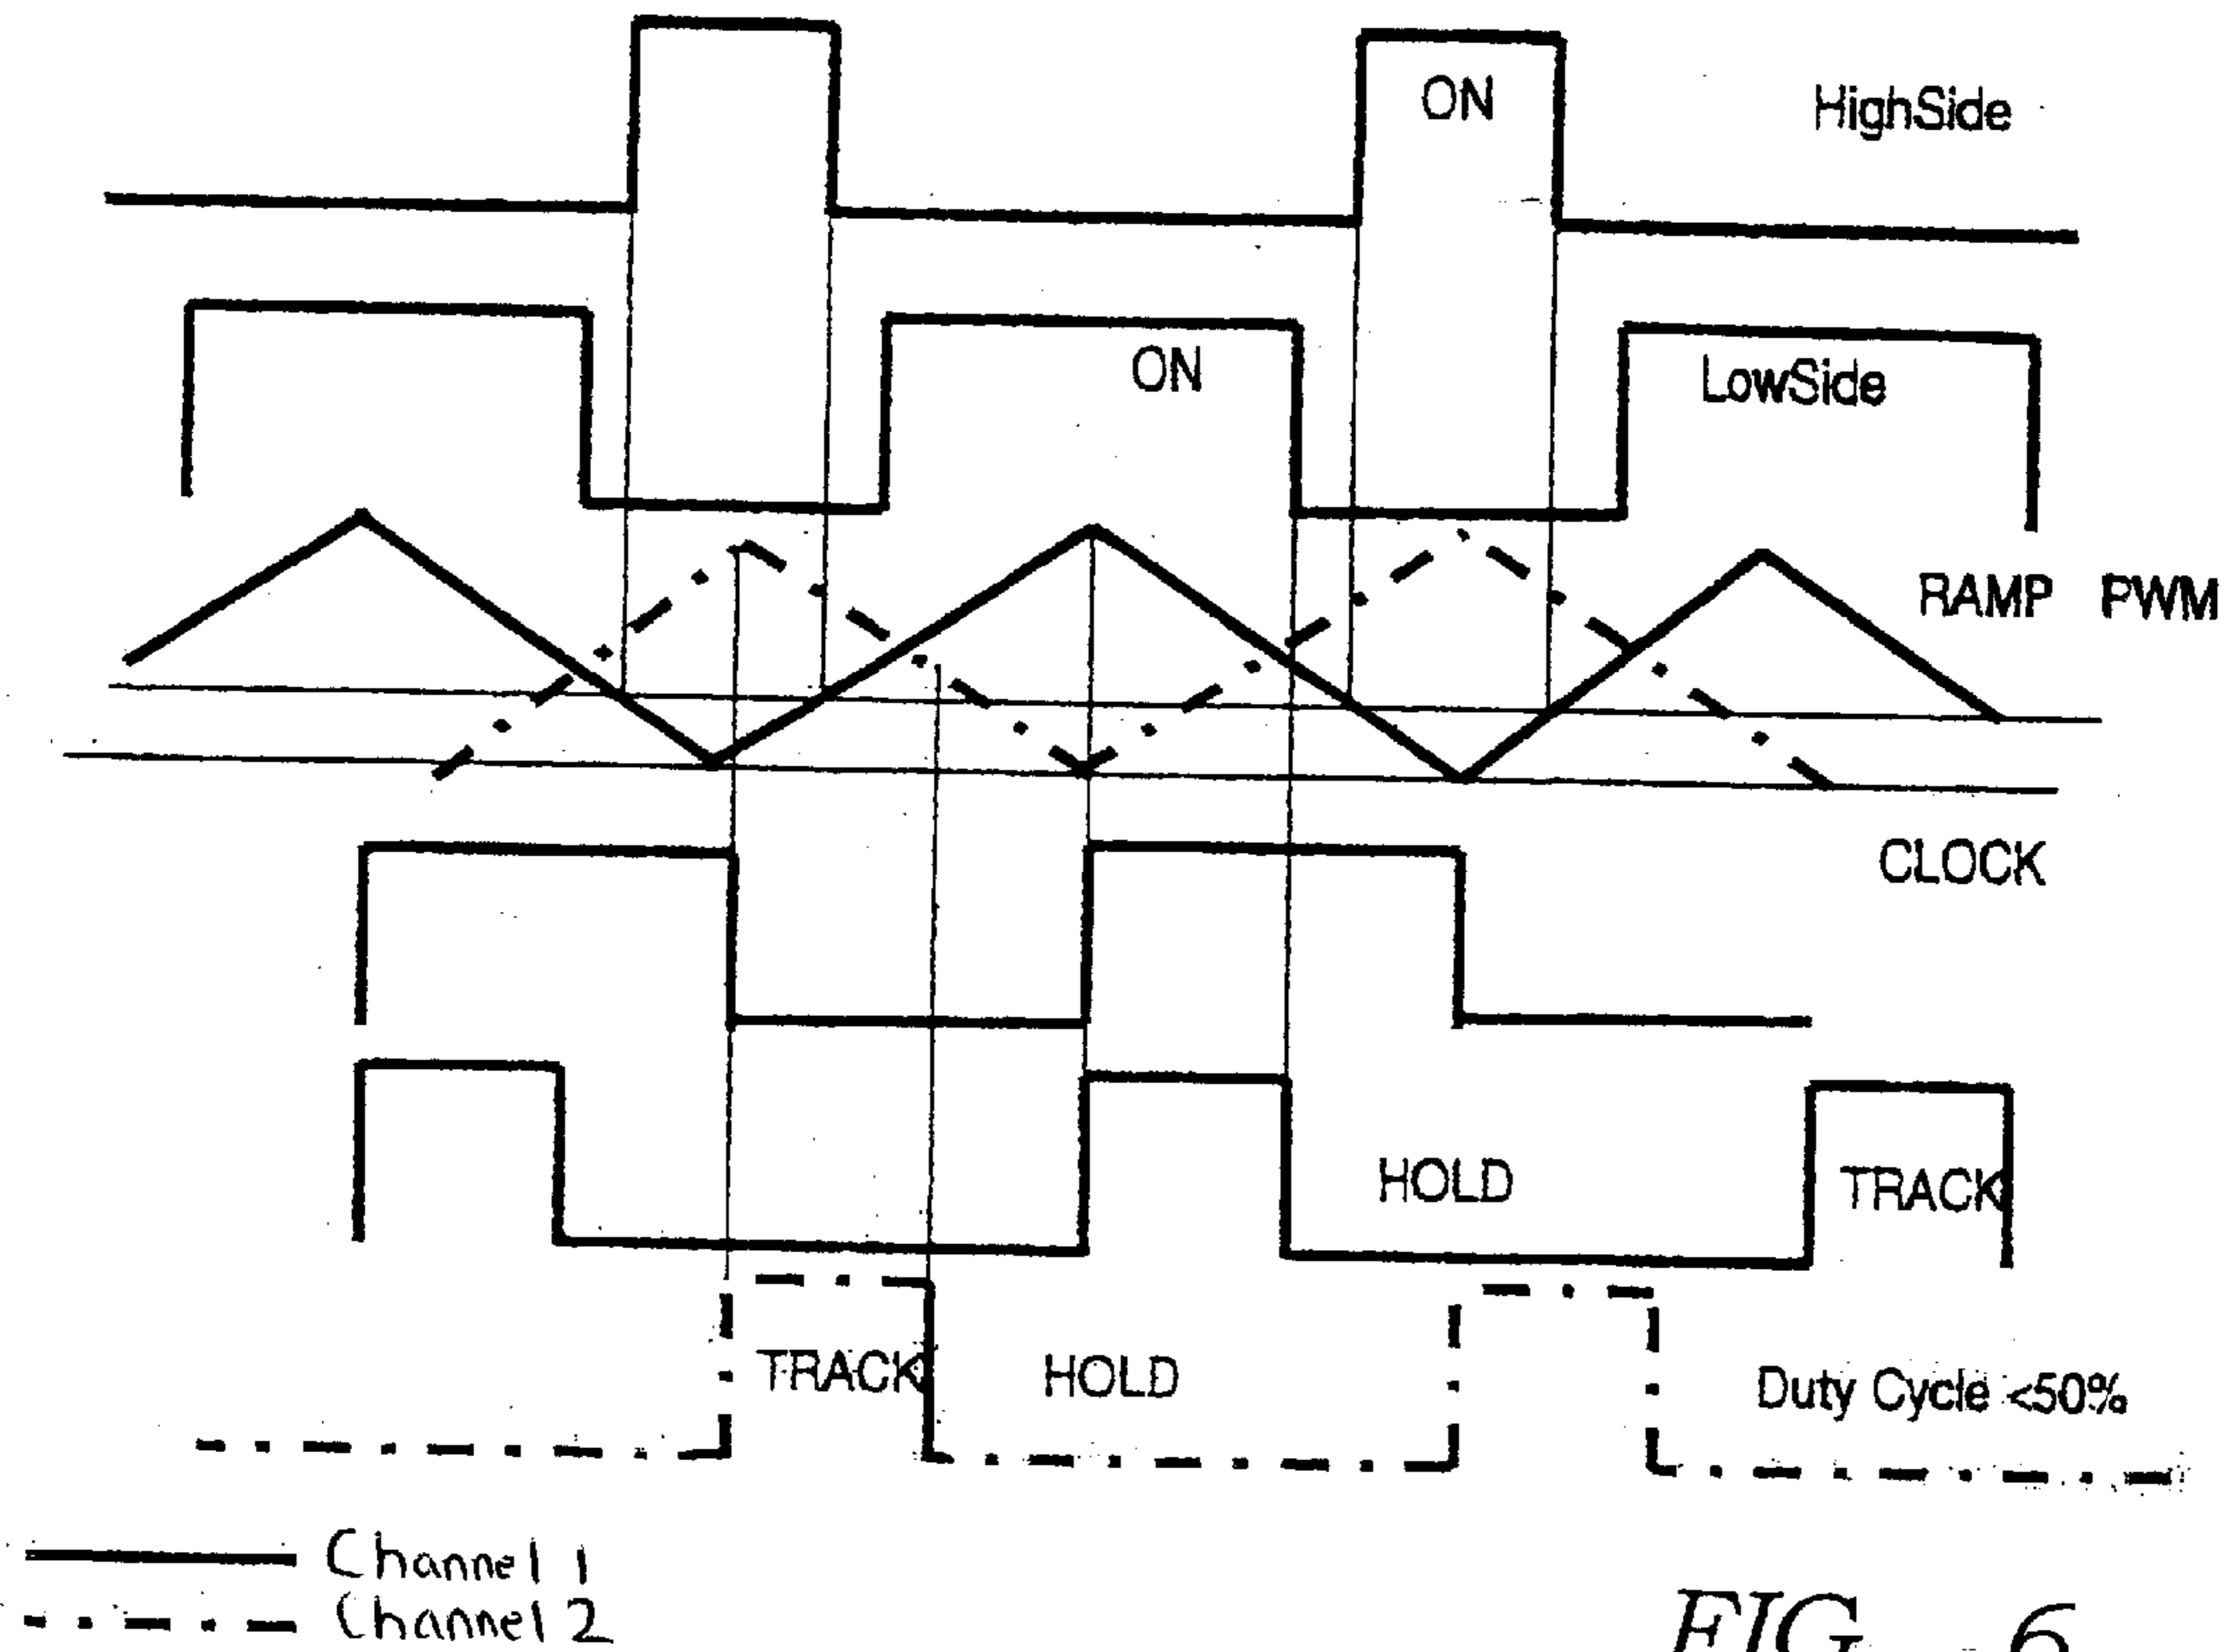 ON
HighSide
ON
LowSide
RAMP PWM
CLOCK
HOLD
TRACK
TRACK
HOLD
Duty Cycle <50%
Channel 1
Channel 2
FIG. 6